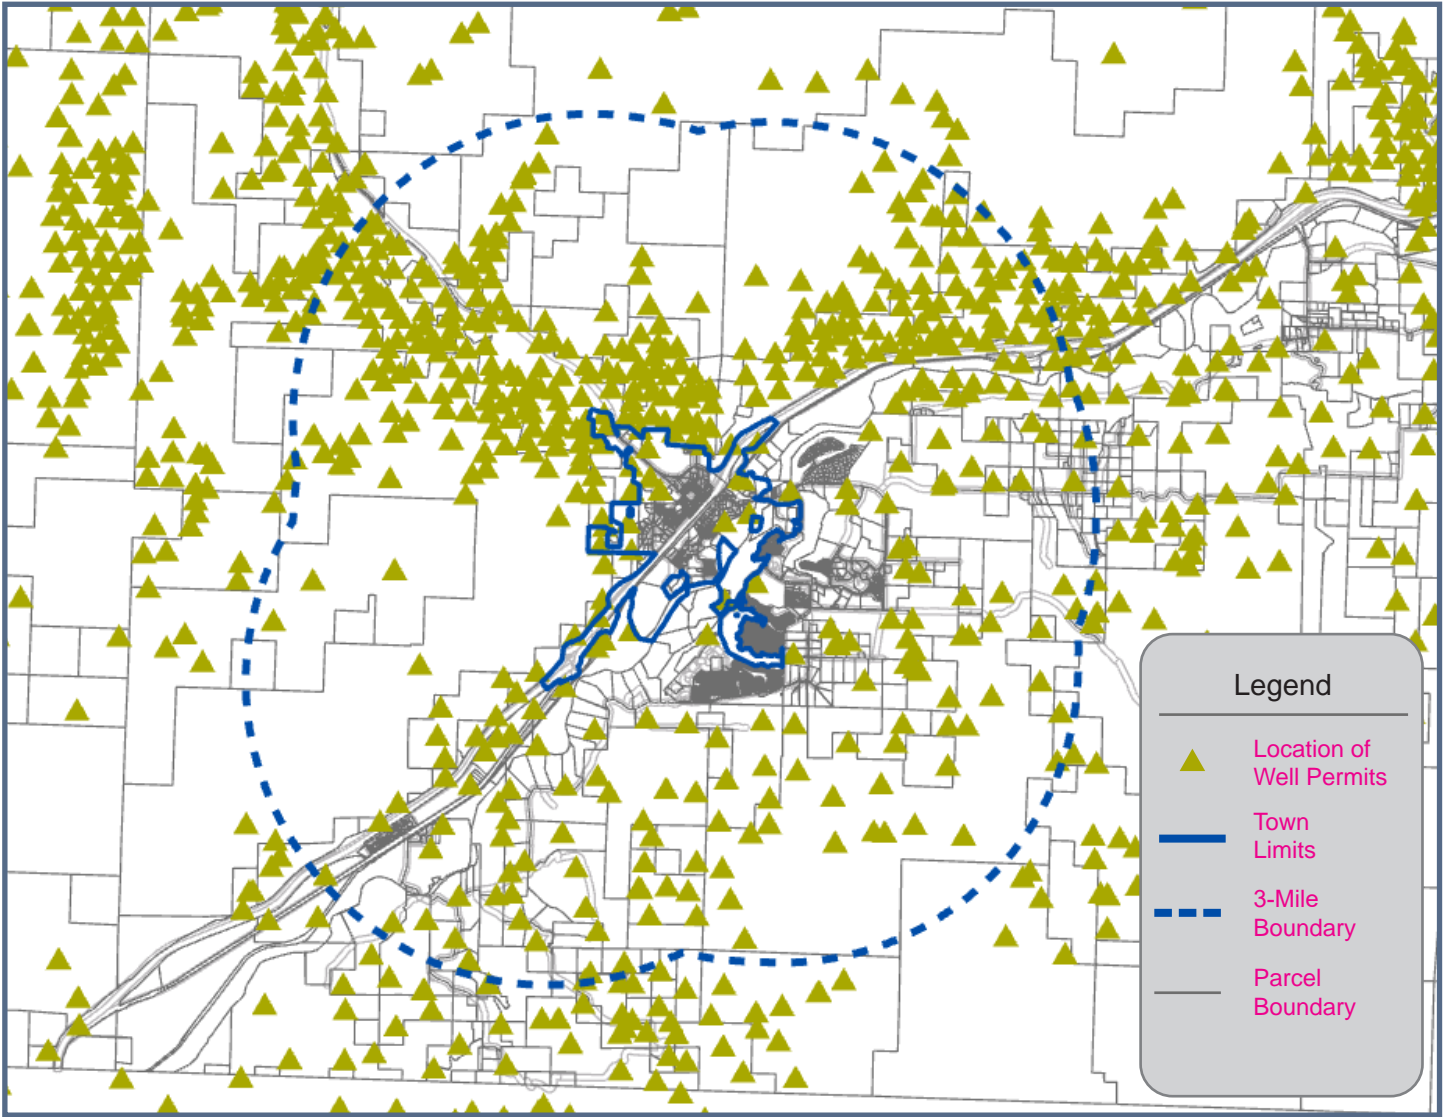 Legend
Location of
Well Permits
Town
Limits
3-Mile
Boundary
Parcel
Boundary